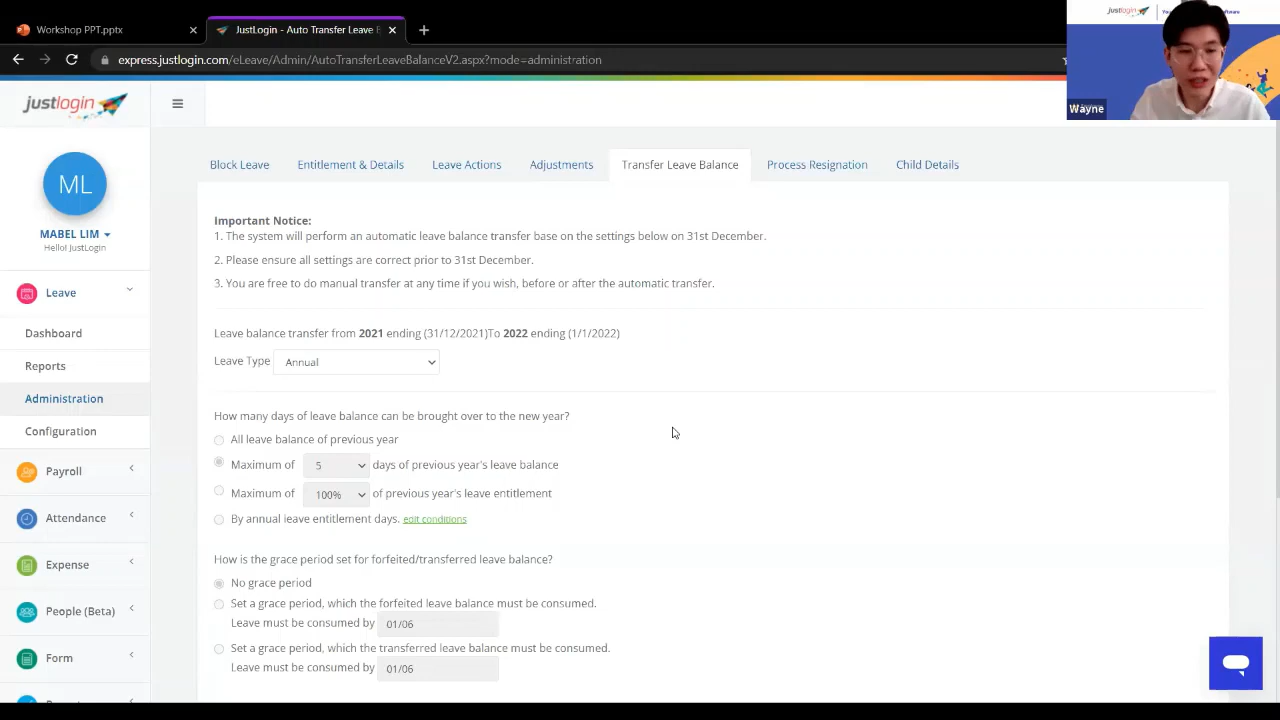 Workshop PPT.pptx
JustLogin - Auto Transfer Leave B
express.justlogin.com/eLeave/Admin/AutoTransferLeaveBalanceV2.aspx?mode=administration
justlogin
Wayne
justlogin
ML
MABEL LIM
Hello! JustLogin
Leave
Dashboard
Reports
Administration
Configuration
Payroll
Attendance
Expense
People (Beta)
Form
Block Leave
Entitlement & Details
Leave Actions
Adjustments
Transfer Leave Balance
Process Resignation
Child Details
Important Notice:
1. The system will perform an automatic leave balance transfer base on the settings below on 31st December.
2. Please ensure all settings are correct prior to 31st December.
3. You are free to do manual transfer at any time if you wish, before or after the automatic transfer.
Leave balance transfer from 2021 ending (31/12/2021)To 2022 ending (1/1/2022)
Leave Type Annual
How many days of leave balance can be brought over to the new year?
All leave balance of previous year
Maximum of 5 days of previous year's leave balance
Maximum of 100% of previous year's leave entitlement
By annual leave entitlement days. edit conditions
How is the grace period set for forfeited/transferred leave balance?
No grace period
Set a grace period, which the forfeited leave balance must be consumed.
Leave must be consumed by 01/06
Set a grace period, which the transferred leave balance must be consumed.
Leave must be consumed by 01/06